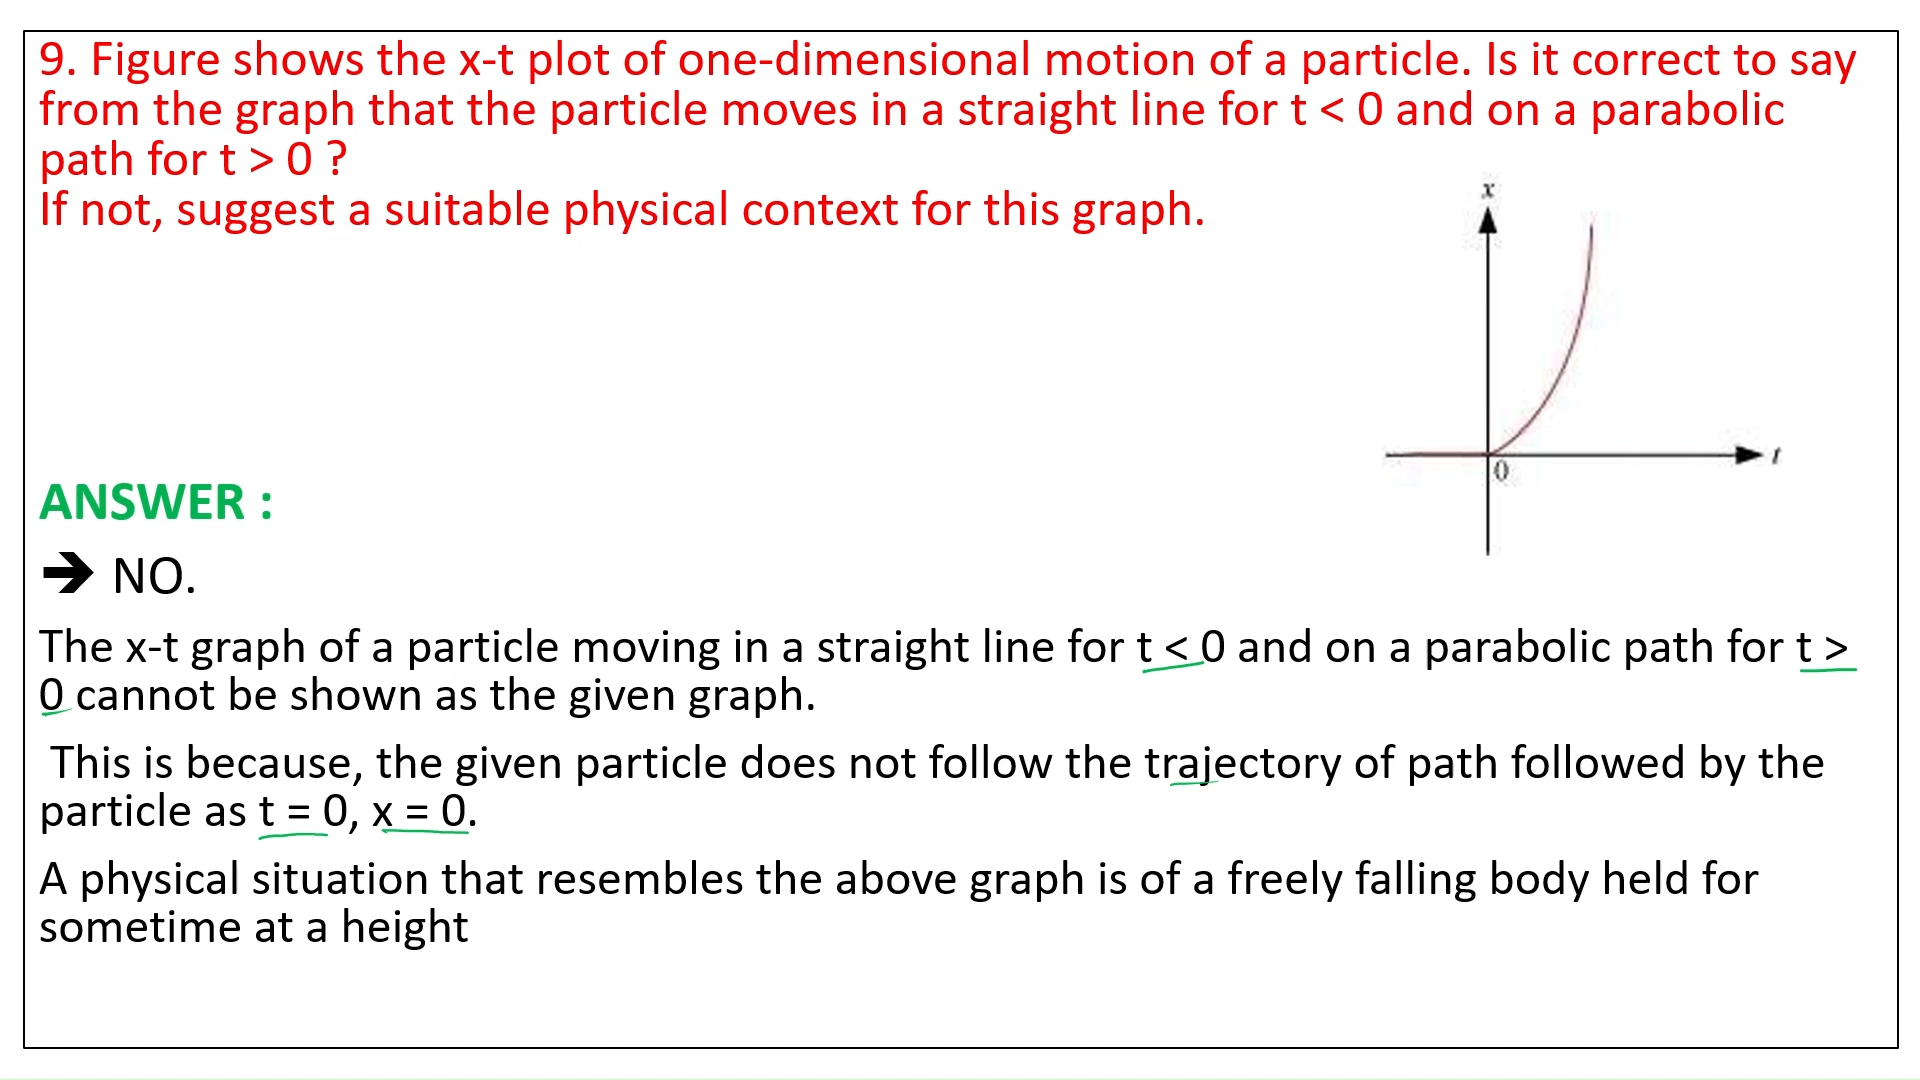 9. Figure shows the x-t plot of one-dimensional motion of a particle. Is it correct to say
from the graph that the particle moves in a straight line for t < 0 and on a parabolic
path for t > 0 ?
If not, suggest a suitable physical context for this graph.
x
t
0
ANSWER :
➔ NO.
The x-t graph of a particle moving in a straight line for t < 0 and on a parabolic path for t >
0 cannot be shown as the given graph.
This is because, the given particle does not follow the trajectory of path followed by the
particle as t = 0, x = 0.
A physical situation that resembles the above graph is of a freely falling body held for
sometime at a height